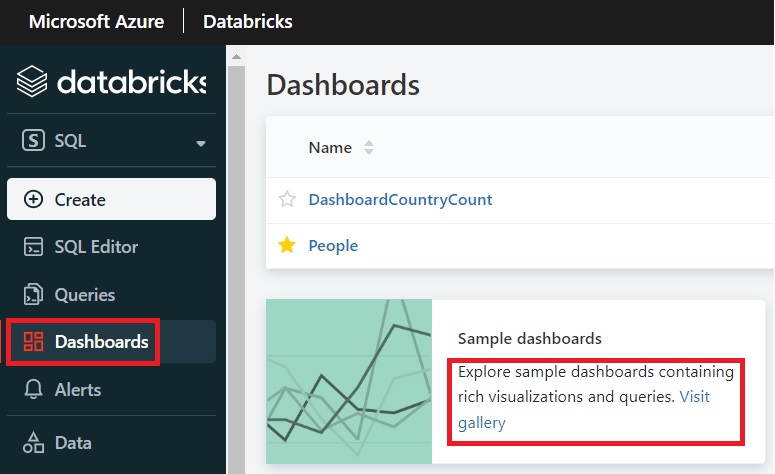 Microsoft Azure Databricks
databricks
S SQL
Create
SQL Editor
Queries
Dashboards
Alerts
Data
Dashboards
Name
DashboardCountryCount
People
Sample dashboards
Explore sample dashboards containing
rich visualizations and queries. Visit
gallery